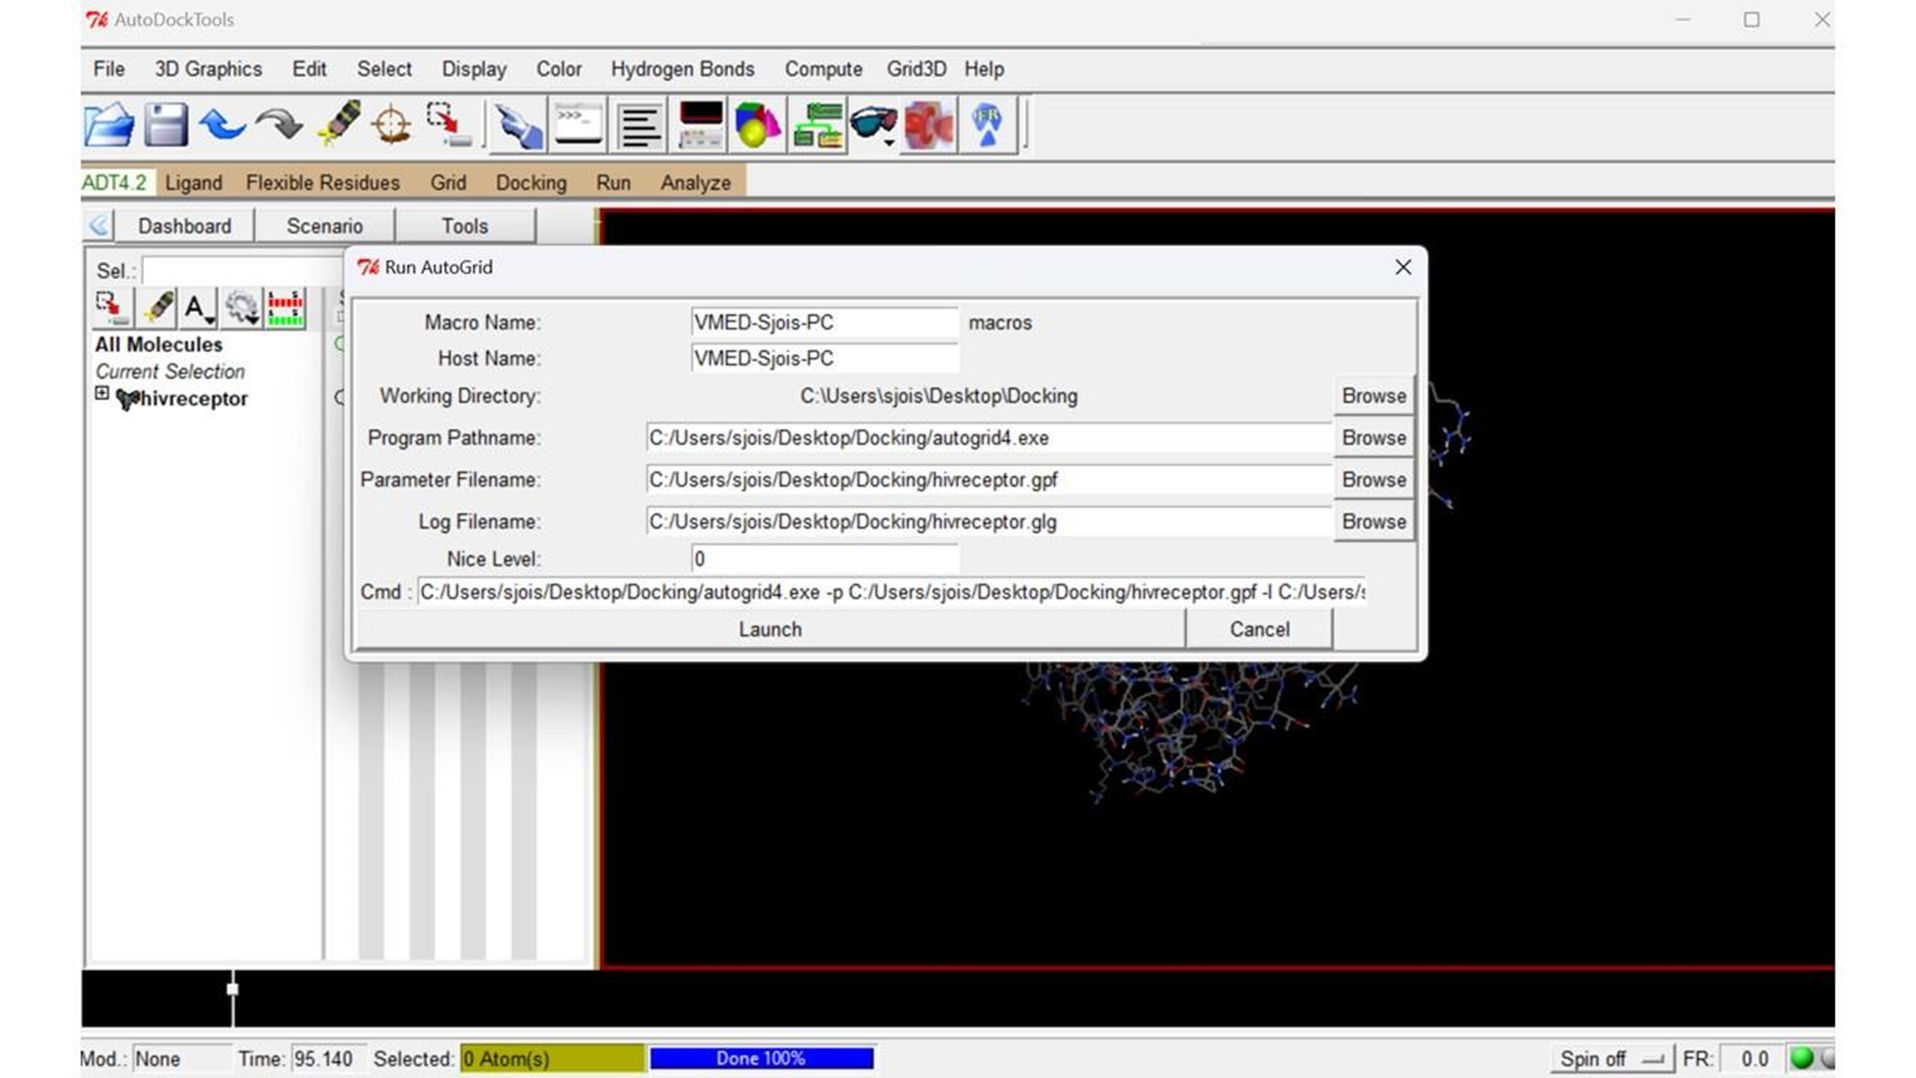 AutoDockTools
File 3D Graphics Edit Select Display Color Hydrogen Bonds Compute Grid3D Help
>>>
FR
ADT4.2 Ligand Flexible Residues Grid Docking Run Analyze
Dashboard Scenario Tools
Sel.:
Run AutoGrid
A
All Molecules
Current Selection
hivreceptor
Macro Name: VMED-Sjois-PC macros
Host Name: VMED-Sjois-PC
Working Directory: C:\Users\sjois\Desktop\Docking Browse
Program Pathname: C:/Users/sjois/Desktop/Docking/autogrid4.exe Browse
Parameter Filename: C:/Users/sjois/Desktop/Docking/hivreceptor.gpf Browse
Log Filename: C:/Users/sjois/Desktop/Docking/hivreceptor.glg Browse
Nice Level: 0
Cmd : C:/Users/sjois/Desktop/Docking/autogrid4.exe -p C:/Users/sjois/Desktop/Docking/hivreceptor.gpf -l C:/Users/s
Launch Cancel
Mod.: None Time: 95.140 Selected: 0 Atom(s) Done 100% Spin off FR: 0.0